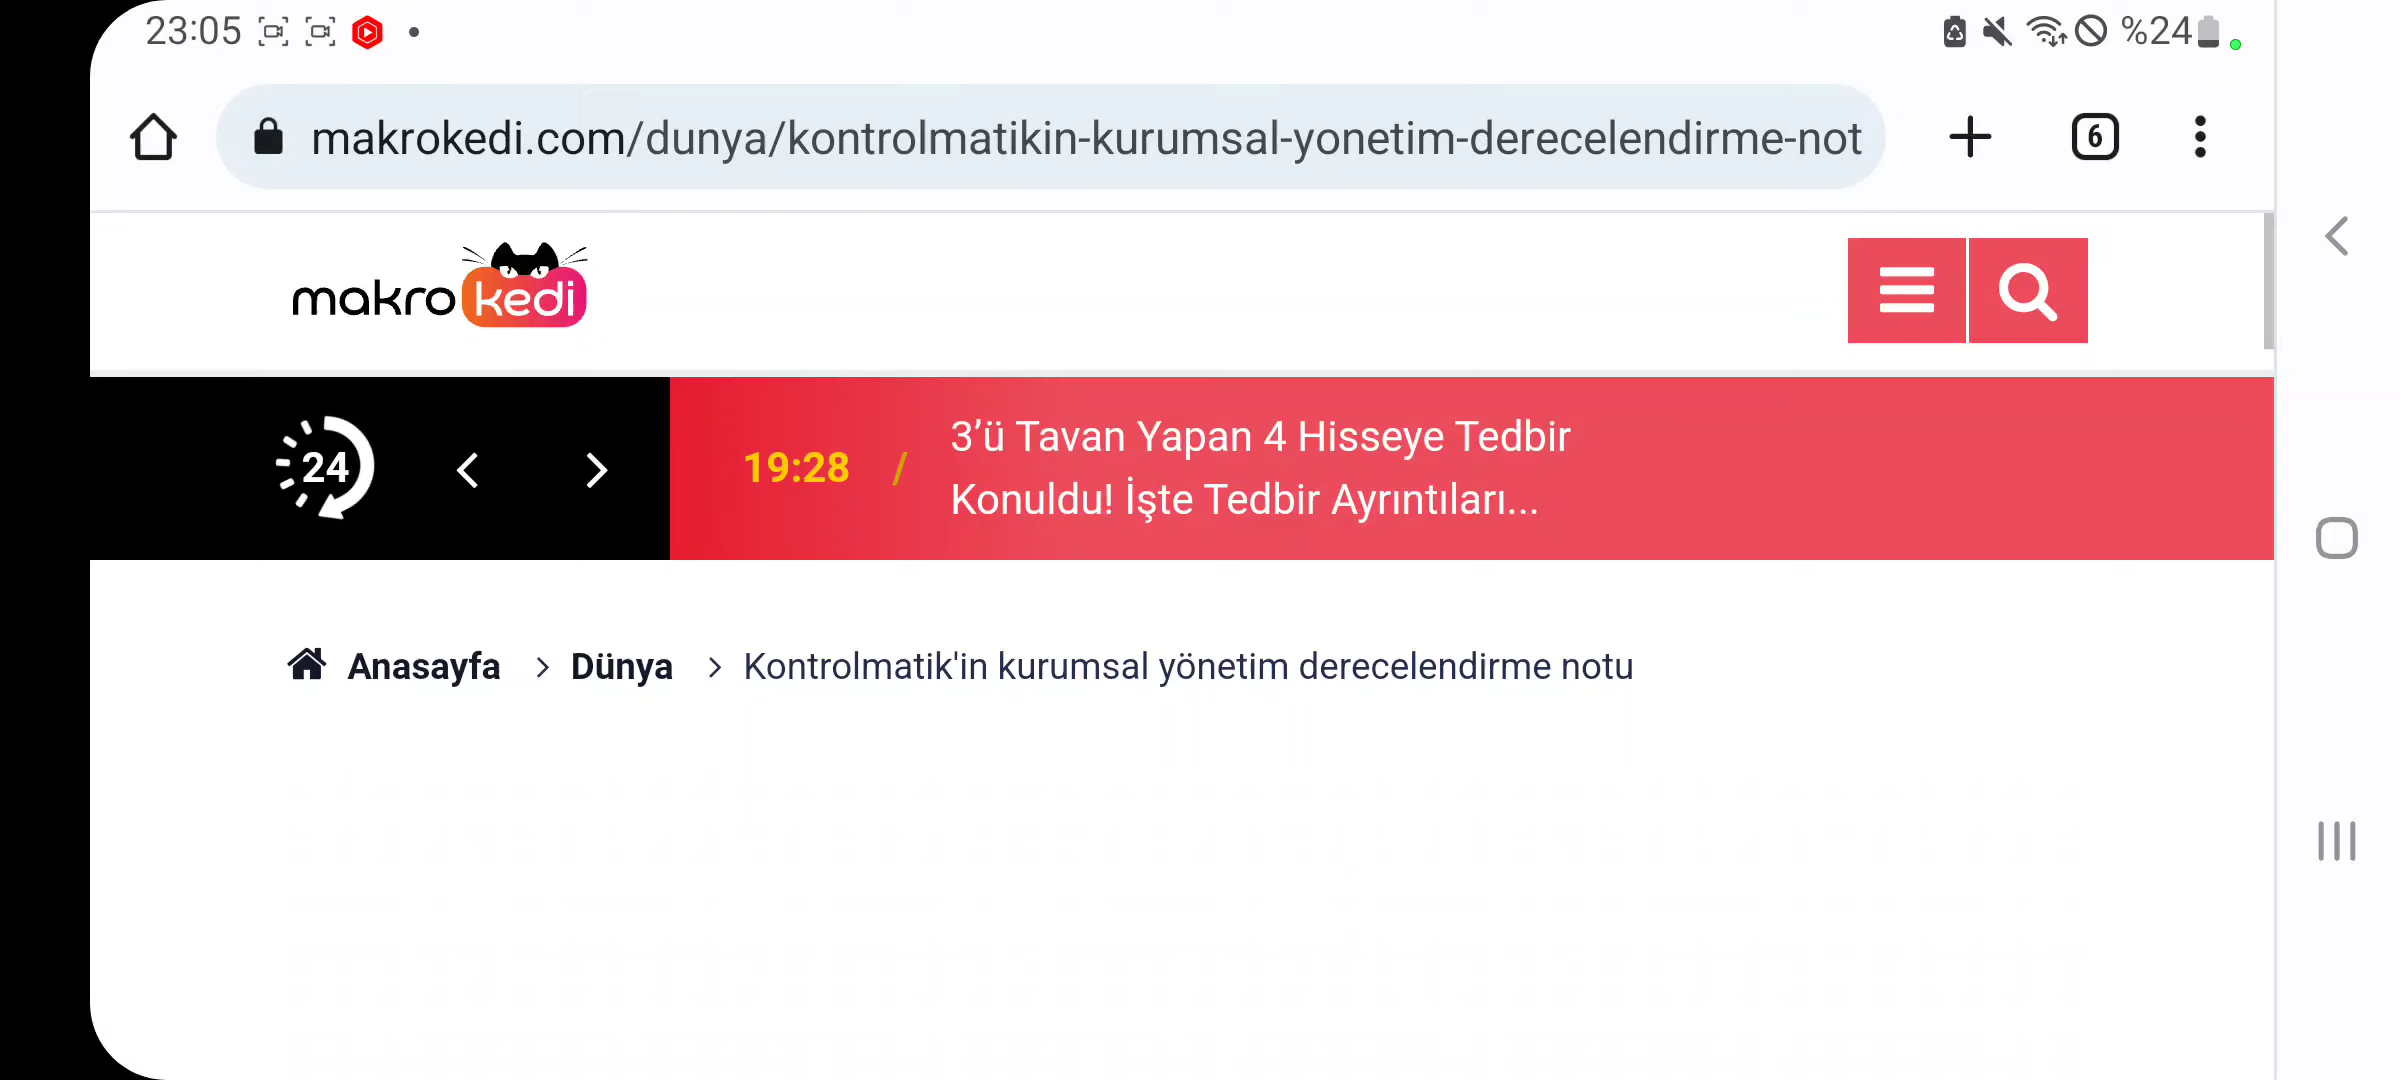 23:05
%24
makrokedi.com/dunya/kontrolmatikin-kurumsal-yonetim-derecelendirme-not
6
makro kedi
24
19:28 /
3’ü Tavan Yapan 4 Hisseye Tedbir
Konuldu! İşte Tedbir Ayrıntıları...
Anasayfa > Dünya > Kontrolmatik'in kurumsal yönetim derecelendirme notu